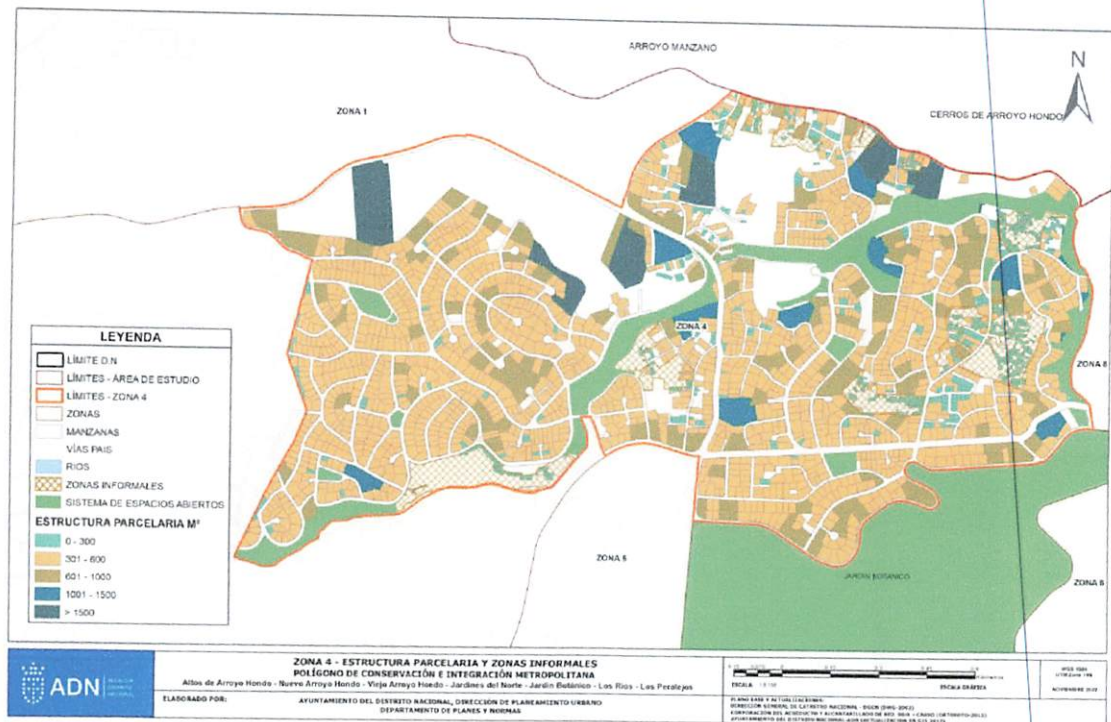 ARROYO MANZANO
N
ZONA 1
CERROS DE ARROYO HONDO
ZONA 4
ZONA 8
ZONA 5
JARDÍN BOTÁNICO
ZONA 6
LEYENDA
LÍMITE D.N
LÍMITES - ÁREA DE ESTUDIO
LÍMITES - ZONA 4
ZONAS
MANZANAS
VÍAS PAIS
RIOS
ZONAS INFORMALES
SISTEMA DE ESPACIOS ABIERTOS
ESTRUCTURA PARCELARIA M²
0 - 300
301 - 600
601 - 1000
1001 - 1500
> 1500
ADN
ZONA 4 - ESTRUCTURA PARCELARIA Y ZONAS INFORMALES
POLÍGONO DE CONSERVACIÓN E INTEGRACIÓN METROPOLITANA
Altos de Arroyo Hondo - Nuevo Arroyo Hondo - Viejo Arroyo Hondo - Jardines del Norte - Jardín Botánico - Los Ríos - Los Peralejos
ELABORADO POR:
AYUNTAMIENTO DEL DISTRITO NACIONAL, DIRECCIÓN DE PLANEAMIENTO URBANO
DEPARTAMENTO DE PLANES Y NORMAS
ESCALA
ESCALA GRÁFICA
PLANO BASE Y ACTUALIZACIONES: